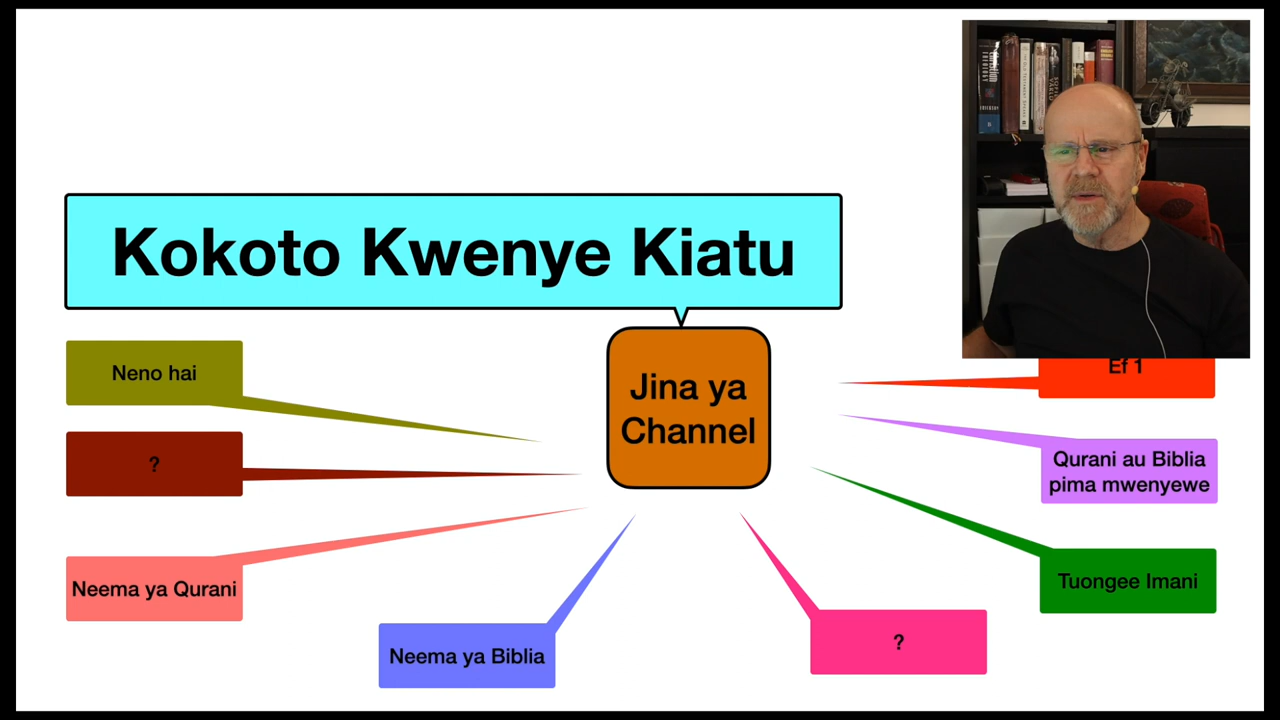 Kokoto Kwenye Kiatu
Jina ya
Channel
Neno hai
?
Neema ya Qurani
Neema ya Biblia
?
Ef 1
Qurani au Biblia
pima mwenyewe
Tuongee Imani